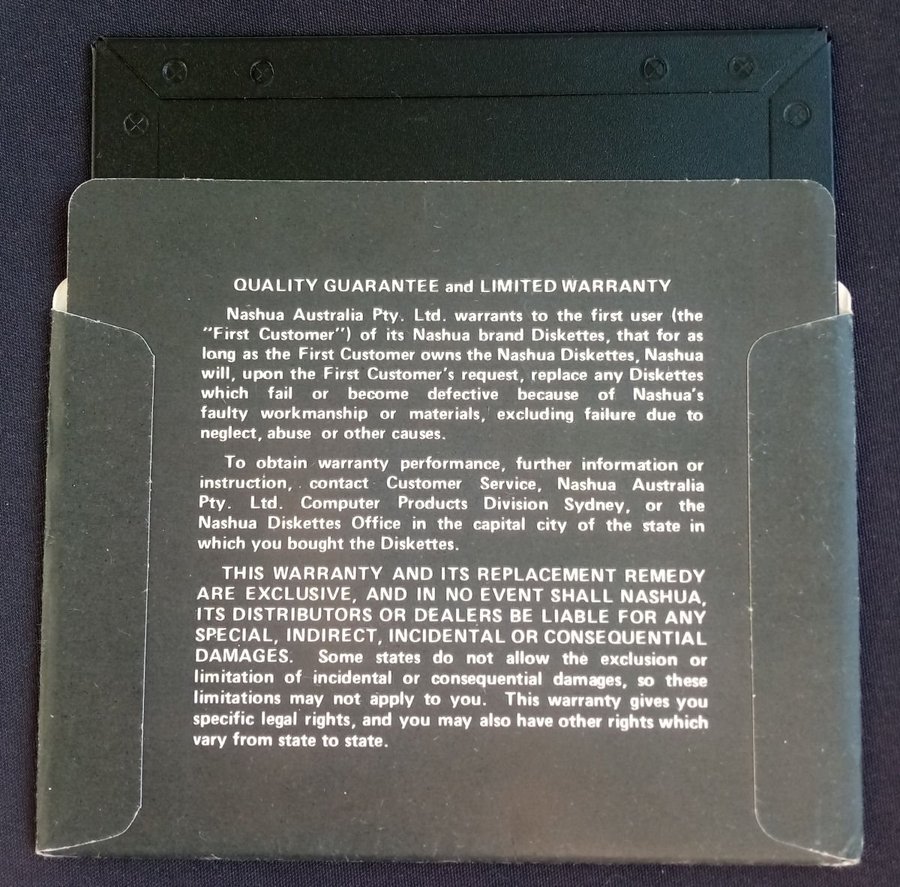 QUALITY GUARANTEE and LIMITED WARRANTY
Nashua Australia Pty. Ltd. warrants to the first user (the
"First Customer") of its Nashua brand Diskettes, that for as
long as the First Customer owns the Nashua Diskettes, Nashua
will, upon the First Customer's request, replace any Diskettes
which fail or become defective because of Nashua's
faulty workmanship or materials, excluding failure due to
neglect, abuse or other causes.
To obtain warranty performance, further information or
instruction, contact Customer Service, Nashua Australia
Pty. Ltd. Computer Products Division Sydney, or the
Nashua Diskettes Office in the capital city of the state in
which you bought the Diskettes.
THIS WARRANTY AND ITS REPLACEMENT REMEDY
ARE EXCLUSIVE, AND IN NO EVENT SHALL NASHUA,
ITS DISTRIBUTORS OR DEALERS BE LIABLE FOR ANY
SPECIAL, INDIRECT, INCIDENTAL OR CONSEQUENTIAL
DAMAGES. Some states do not allow the exclusion or
limitation of incidental or consequential damages, so these
limitations may not apply to you. This warranty gives you
specific legal rights, and you may also have other rights which
vary from state to state.